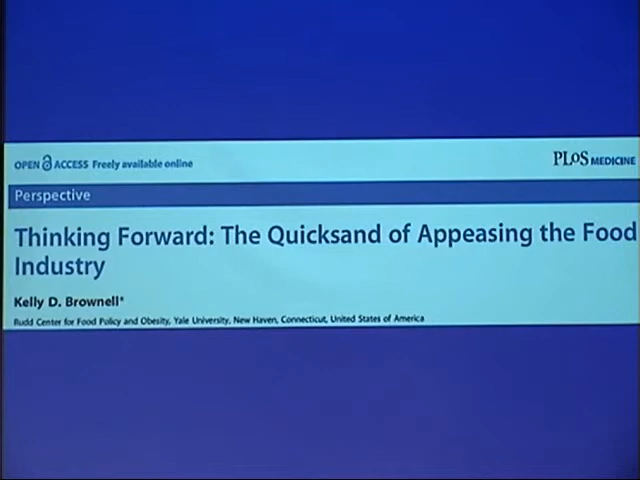 OPEN ACCESS Freely available online
PLoS MEDICINE
Perspective
Thinking Forward: The Quicksand of Appeasing the Food
Industry
Kelly D. Brownell*
Rudd Center for Food Policy and Obesity, Yale University, New Haven, Connecticut, United States of America